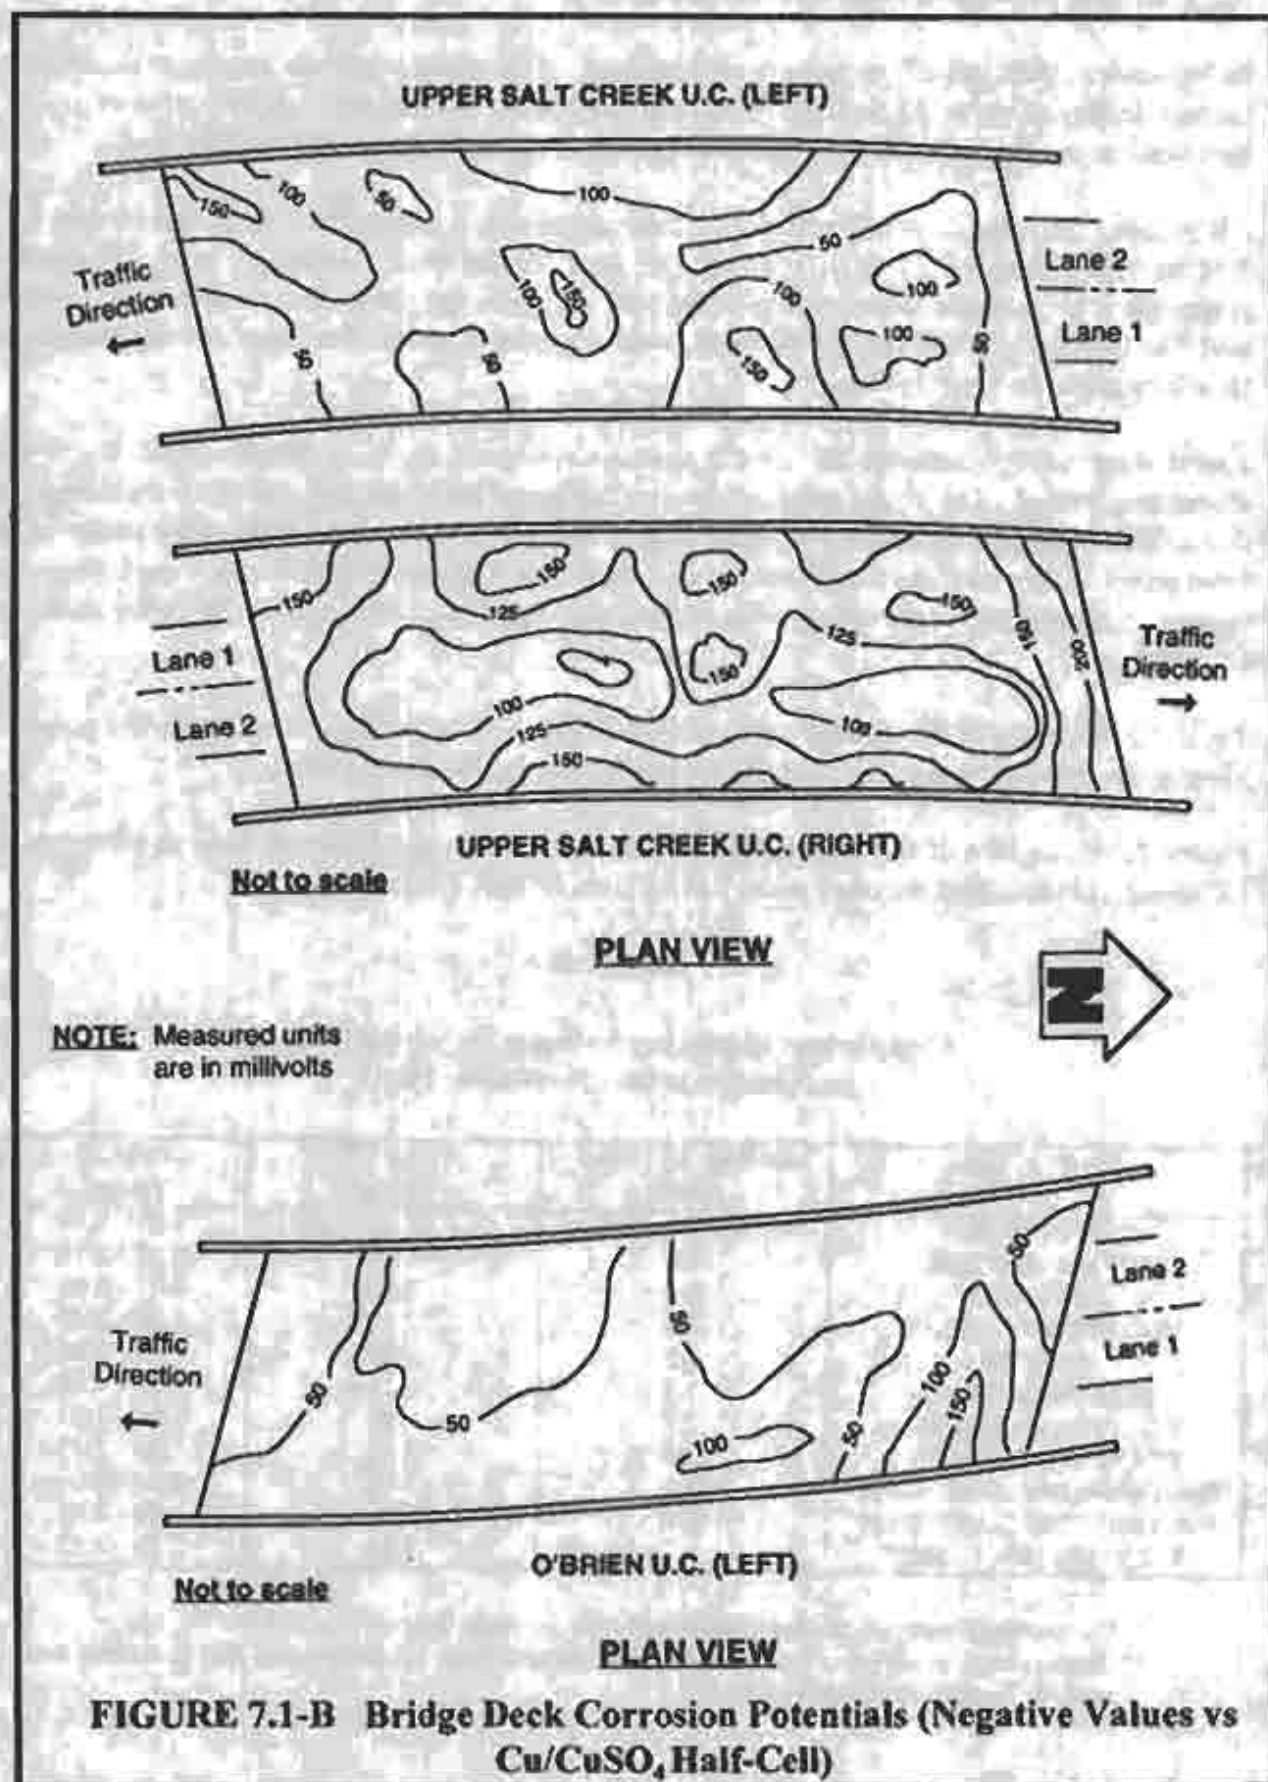 UPPER SALT CREEK U.C. (LEFT)
150
100
50
100
50
100
150
100
100
100
150
50
50
50
Traffic
Direction
Lane 2
Lane 1
150
150
125
150
150
150
125
150
200
100
100
125
150
Lane 1
Lane 2
Traffic
Direction
UPPER SALT CREEK U.C. (RIGHT)
Not to scale
PLAN VIEW
N
NOTE: Measured units
are in millivolts
50
50
50
50
50
100
100
150
Lane 2
Lane 1
Traffic
Direction
O'BRIEN U.C. (LEFT)
Not to scale
PLAN VIEW
FIGURE 7.1-B Bridge Deck Corrosion Potentials (Negative Values vs
Cu/CuSO₄ Half-Cell)